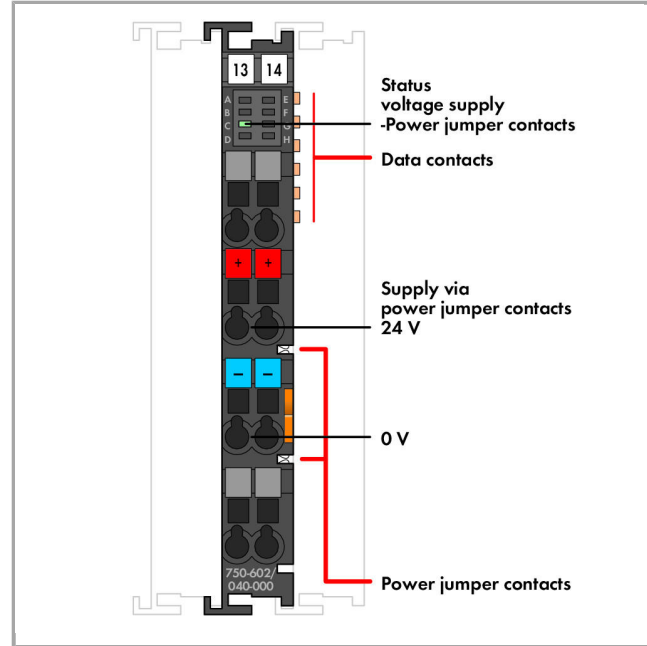 13 14
A E
B F
C G
D H
Status
voltage supply
-Power jumper contacts
Data contacts
+ +
Supply via
power jumper contacts
24 V
- -
0 V
750-602/
040-000
Power jumper contacts